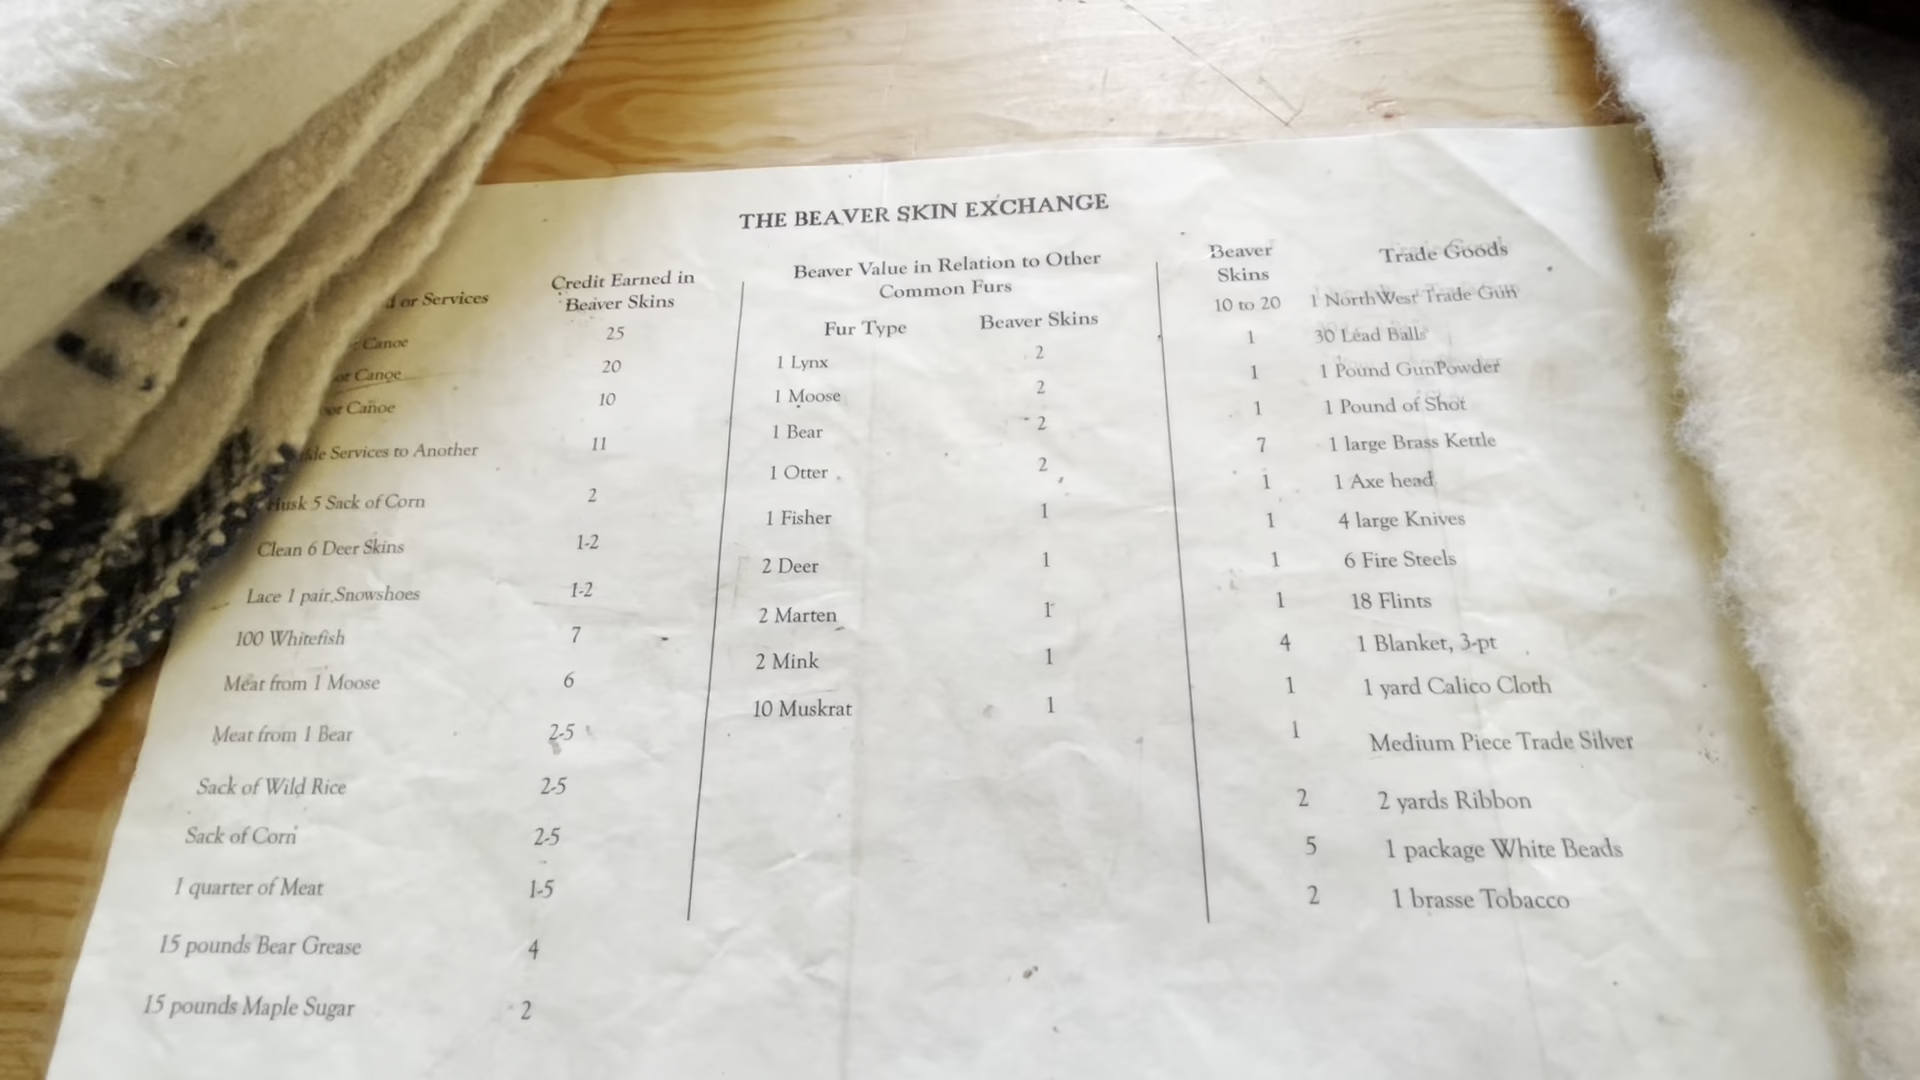 THE BEAVER SKIN EXCHANGE
or Services
Credit Earned in
Beaver Skins
Canoe 25
Canoe 20
Canoe 10
Services to Another 11
Husk 5 Sack of Corn 2
Clean 6 Deer Skins 1-2
Lace 1 pair Snowshoes 1-2
100 Whitefish 7
Meat from 1 Moose 6
Meat from 1 Bear 2-5
Sack of Wild Rice 2-5
Sack of Corn 2-5
1 quarter of Meat 1-5
15 pounds Bear Grease 4
15 pounds Maple Sugar 2
Beaver Value in Relation to Other
Common Furs
Fur Type Beaver Skins
1 Lynx 2
1 Moose 2
1 Bear 2
1 Otter 2
1 Fisher 1
2 Deer 1
2 Marten 1
2 Mink 1
10 Muskrat 1
Beaver
Skins
Trade Goods
10 to 20 1 NorthWest Trade Gun
1 30 Lead Balls
1 1 Pound GunPowder
1 1 Pound of Shot
7 1 large Brass Kettle
1 1 Axe head
1 4 large Knives
1 6 Fire Steels
1 18 Flints
4 1 Blanket, 3-pt
1 1 yard Calico Cloth
1 Medium Piece Trade Silver
2 2 yards Ribbon
5 1 package White Beads
2 1 brasse Tobacco